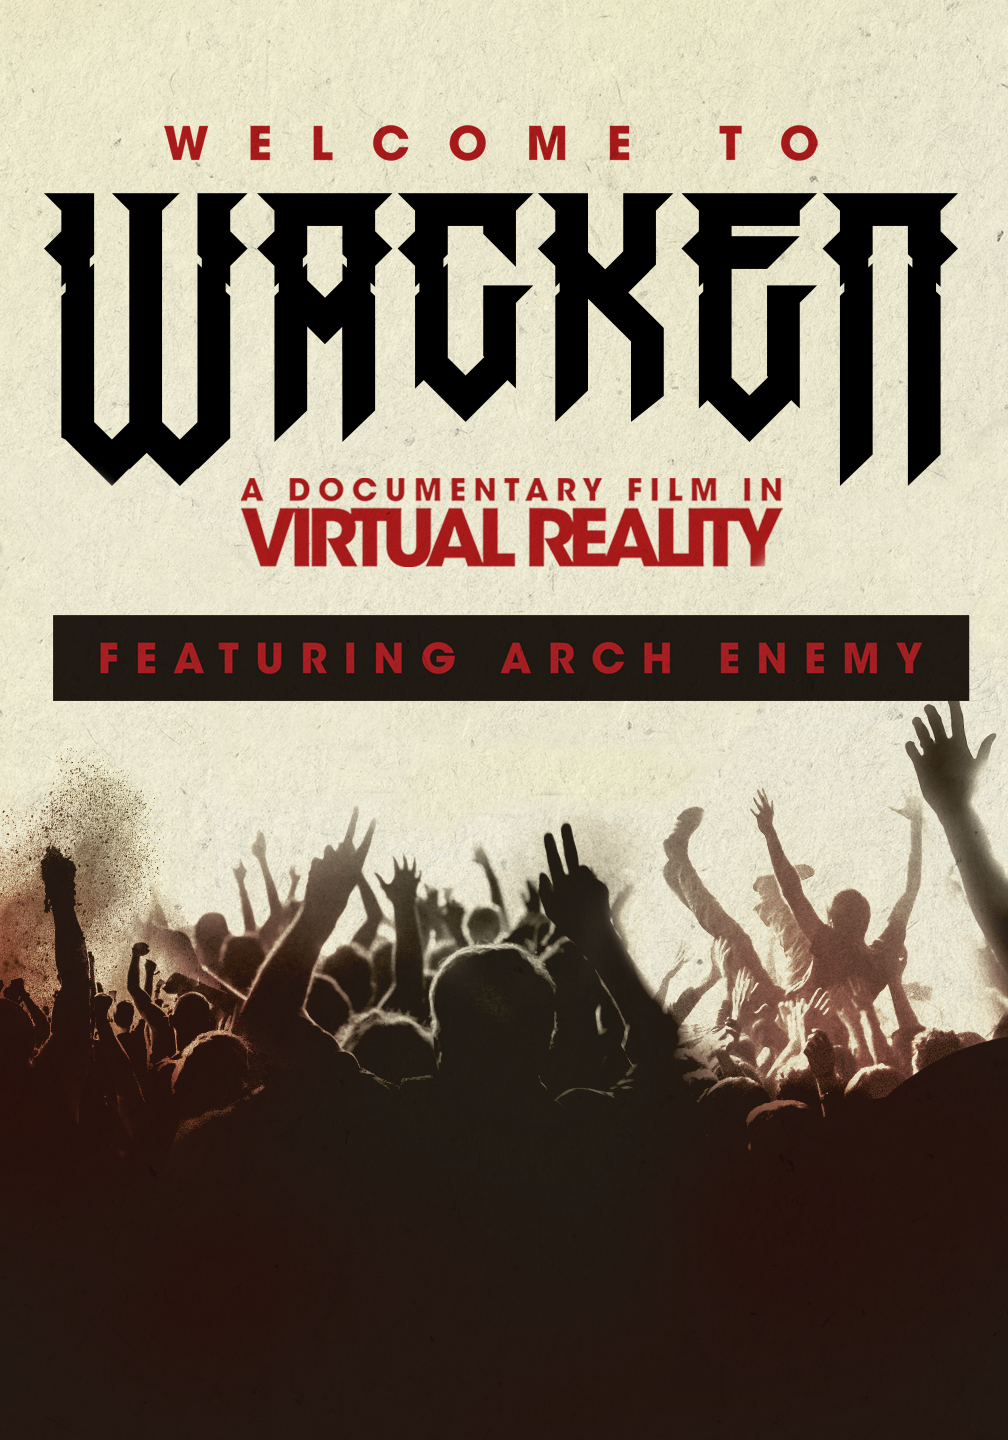 WELCOME TO
WACKEN
A DOCUMENTARY FILM IN
VIRTUAL REALITY
FEATURING ARCH ENEMY